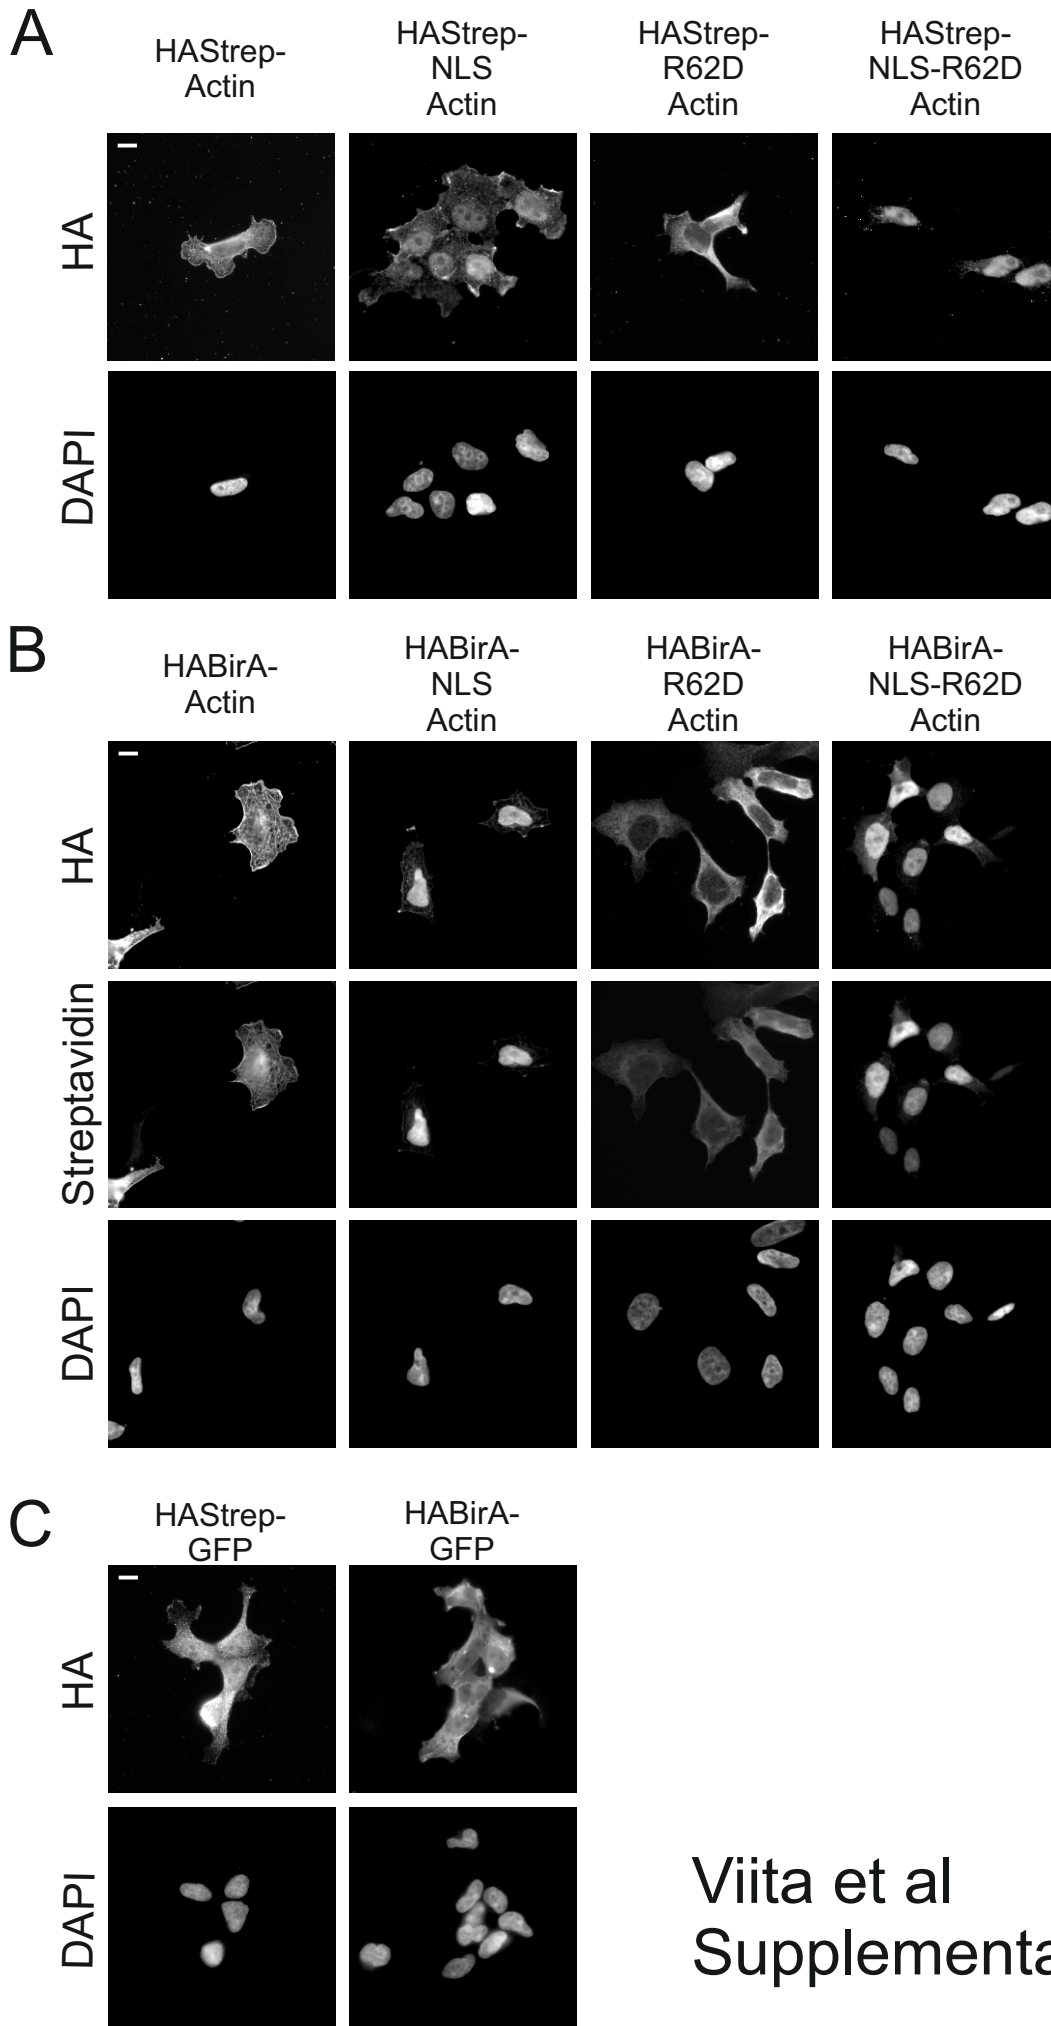 A
HAStrep-
Actin
HAStrep-
NLS
Actin
HAStrep-
R62D
Actin
HAStrep-
NLS-R62D
Actin
HA
DAPI
B
HABirA-
Actin
HABirA-
NLS
Actin
HABirA-
R62D
Actin
HABirA-
NLS-R62D
Actin
HA
Streptavidin
DAPI
C
HAStrep-
GFP
HABirA-
GFP
HA
DAPI
Viita et al
Supplementa